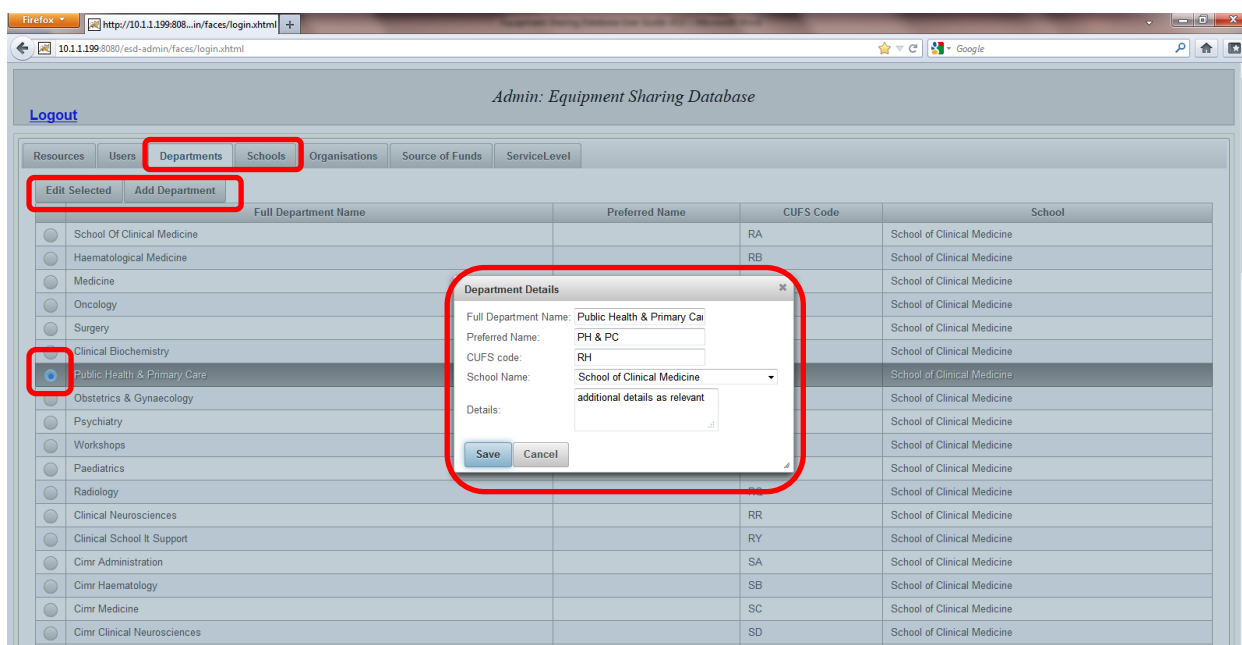 Firefox
http://10.1.1.199:808...in/faces/login.xhtml
10.1.1.199:8080/esd-admin/faces/login.xhtml
Google
Admin: Equipment Sharing Database
Logout
Resources Users Departments Schools Organisations Source of Funds ServiceLevel
Edit Selected Add Department
Full Department Name Preferred Name CUFS Code School
School Of Clinical Medicine RA School of Clinical Medicine
Haematological Medicine RB School of Clinical Medicine
Medicine School of Clinical Medicine
Oncology School of Clinical Medicine
Surgery School of Clinical Medicine
Clinical Biochemistry School of Clinical Medicine
Public Health & Primary Care School of Clinical Medicine
Obstetrics & Gynaecology School of Clinical Medicine
Psychiatry School of Clinical Medicine
Workshops School of Clinical Medicine
Paediatrics School of Clinical Medicine
Radiology School of Clinical Medicine
Clinical Neurosciences RR School of Clinical Medicine
Clinical School It Support RY School of Clinical Medicine
Cimr Administration SA School of Clinical Medicine
Cimr Haematology SB School of Clinical Medicine
Cimr Medicine SC School of Clinical Medicine
Cimr Clinical Neurosciences SD School of Clinical Medicine
Department Details
Full Department Name: Public Health & Primary Car
Preferred Name: PH & PC
CUFS code: RH
School Name: School of Clinical Medicine
Details: additional details as relevant
Save Cancel